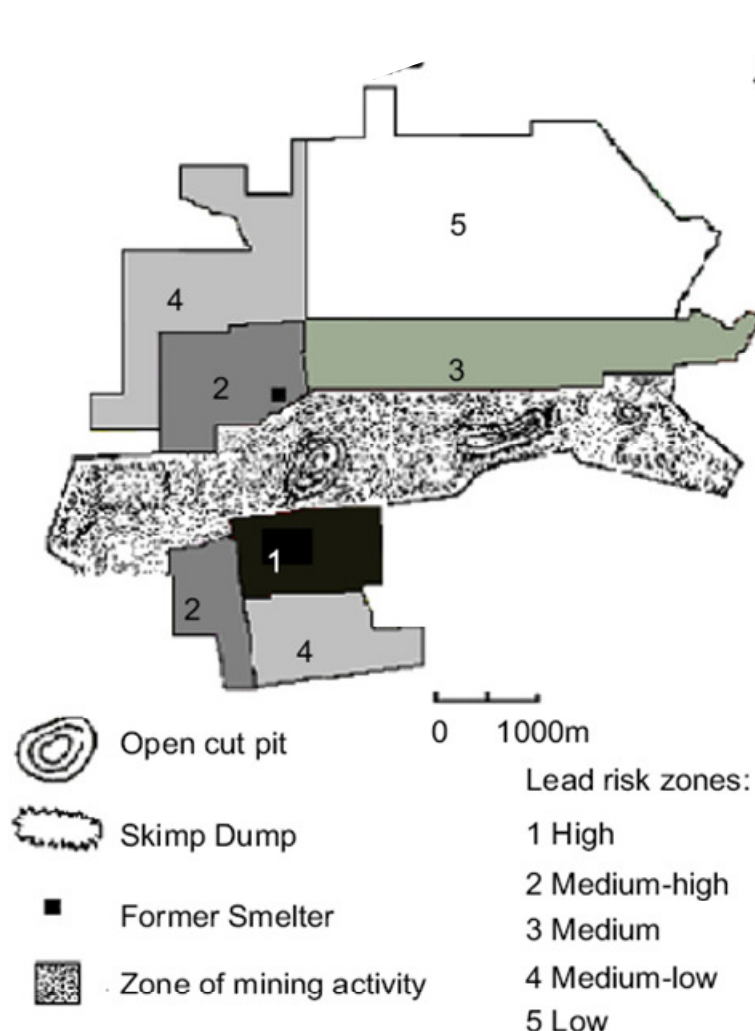 5
4
2
3
1
2
4
0 1000m
Open cut pit
Skimp Dump
Former Smelter
Zone of mining activity
Lead risk zones:
1 High
2 Medium-high
3 Medium
4 Medium-low
5 Low